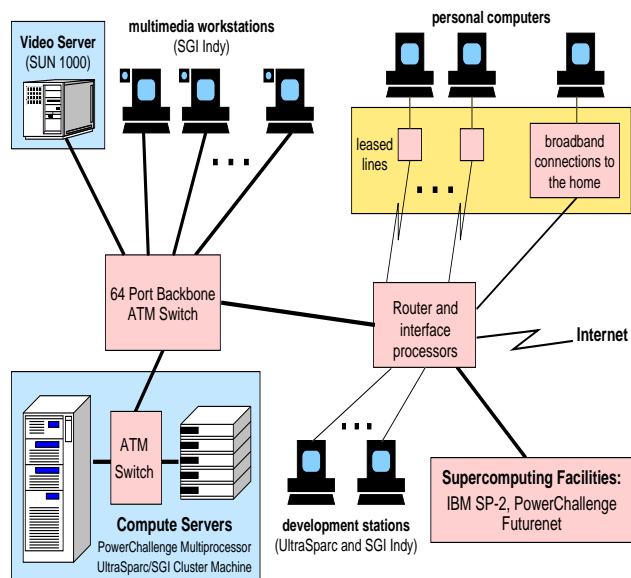 Video Server
(SUN 1000)
multimedia workstations
(SGI Indy)
personal computers
leased
lines
broadband
connections to
the home
64 Port Backbone
ATM Switch
Router and
interface
processors
Internet
ATM
Switch
Compute Servers
PowerChallenge Multiprocessor
UltraSparc/SGI Cluster Machine
development stations
(UltraSparc and SGI Indy)
Supercomputing Facilities:
IBM SP-2, PowerChallenge
Futurenet